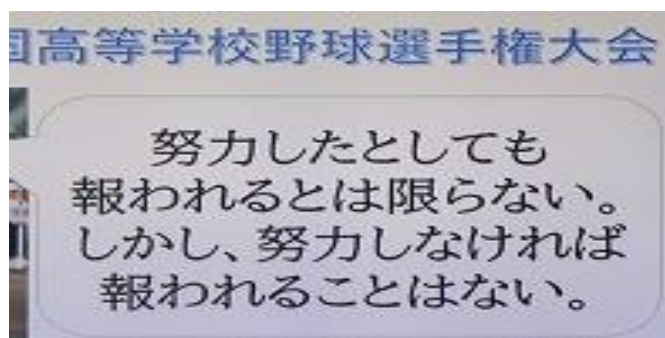 国高等学校野球選手権大会
努力したとしても
報われるとは限らない。
しかし、努力しなければ
報われることはない。